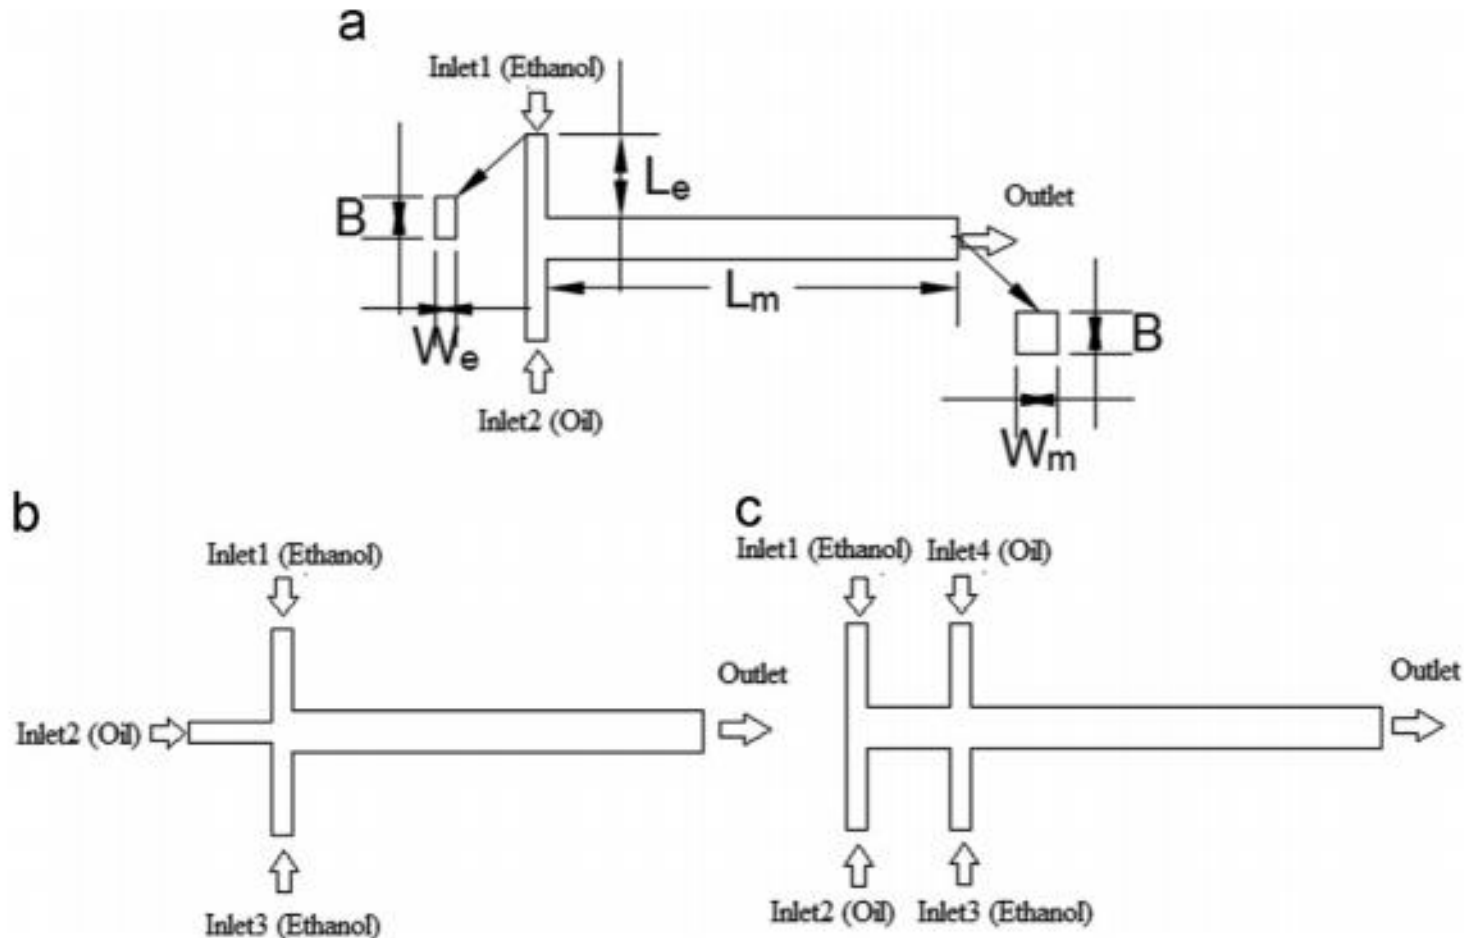 a
Inlet1 (Ethanol)
Le
Outlet
B
Lm
We
B
Inlet2 (Oil)
Wm
b
Inlet1 (Ethanol)
Outlet
Inlet2 (Oil)
Inlet3 (Ethanol)
c
Inlet1 (Ethanol) Inlet4 (Oil)
Outlet
Inlet2 (Oil) Inlet3 (Ethanol)